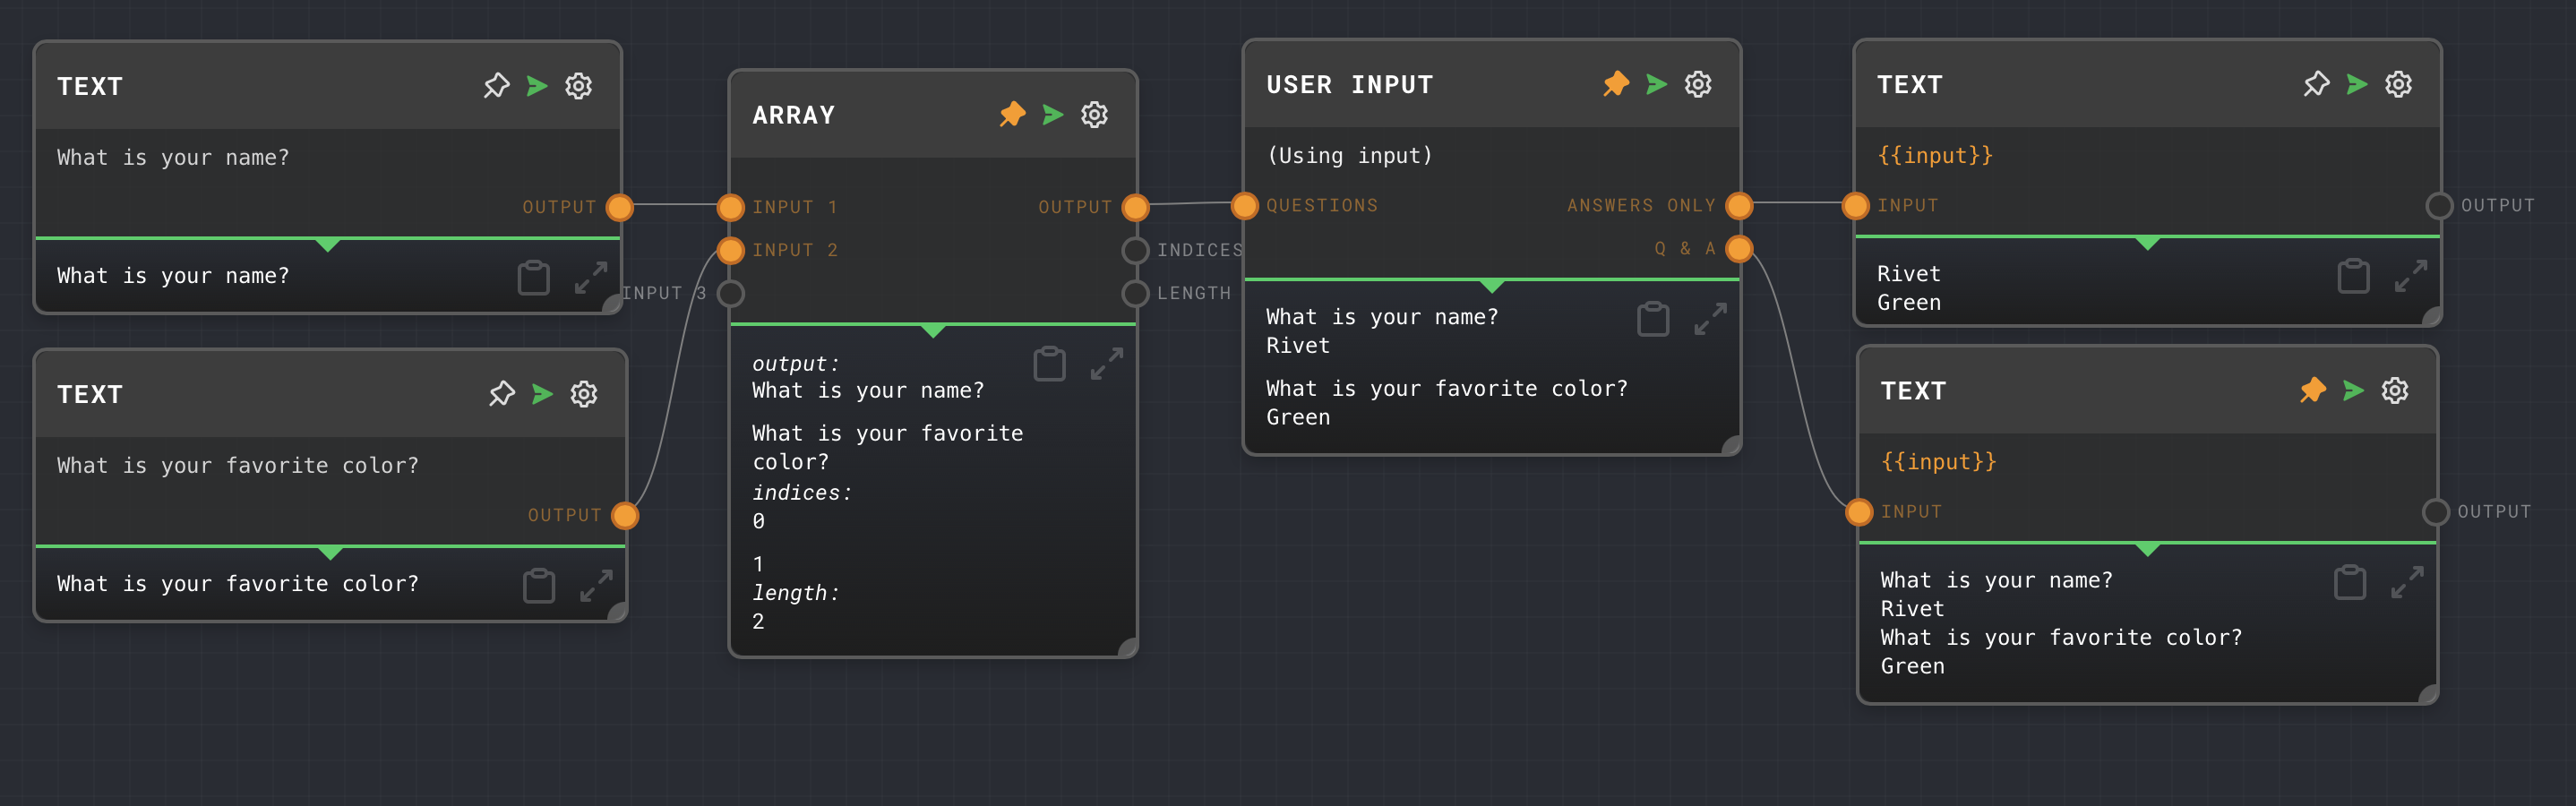 TEXT
What is your name?
OUTPUT
What is your name?
TEXT
What is your favorite color?
OUTPUT
What is your favorite color?
ARRAY
INPUT 1
OUTPUT
INPUT 2
INDICES
INPUT 3
LENGTH
output:
What is your name?
What is your favorite
color?
indices:
0
1
length:
2
USER INPUT
(Using input)
QUESTIONS
ANSWERS ONLY
Q & A
What is your name?
Rivet
What is your favorite color?
Green
TEXT
{{input}}
INPUT
OUTPUT
Rivet
Green
TEXT
{{input}}
INPUT
OUTPUT
What is your name?
Rivet
What is your favorite color?
Green